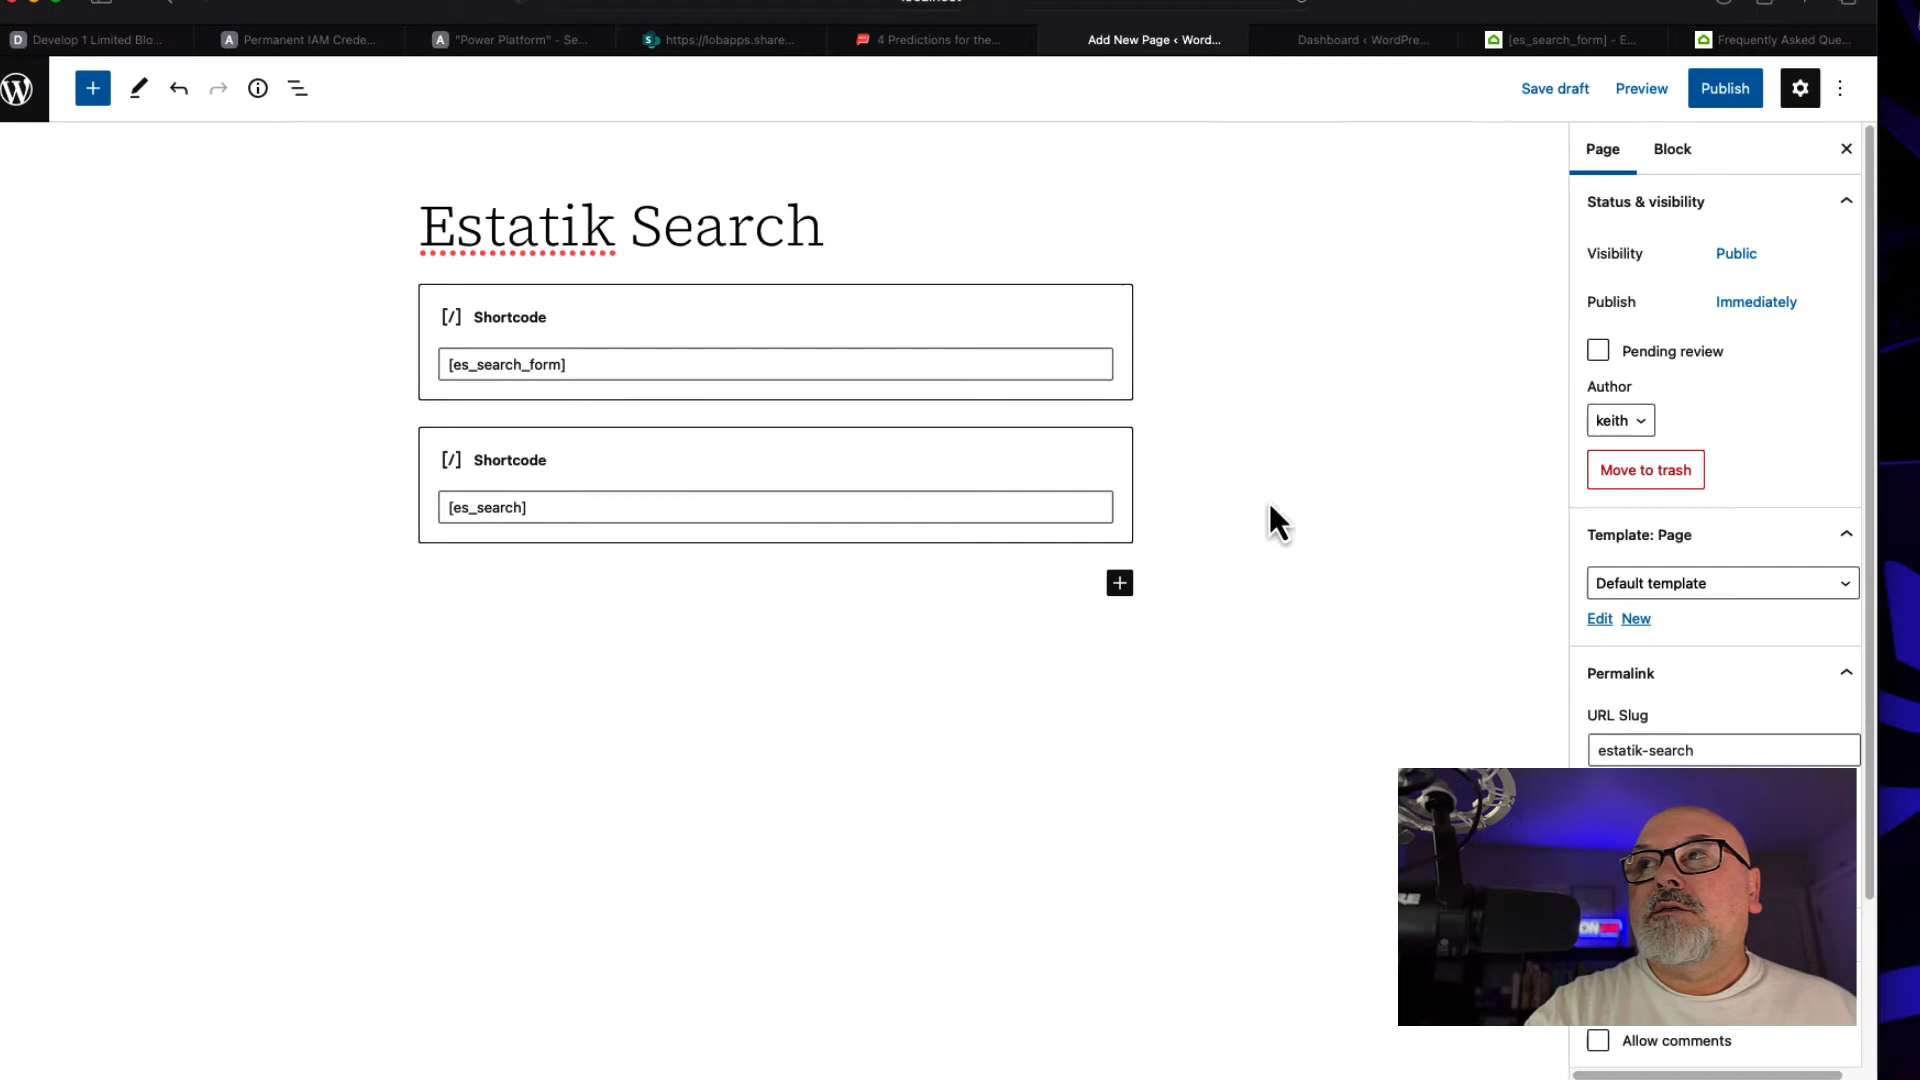 Develop 1 Limited Blo...
Permanent IAM Crede...
"Power Platform" - Se...
https://lobapps.share...
4 Predictions for the...
Add New Page ‹ Word...
Dashboard ‹ WordPre...
[es_search_form] - E...
Frequently Asked Que...
Save draft
Preview
Publish
Page
Block
Estatik Search
[/] Shortcode
[es_search_form]
[/] Shortcode
[es_search]
Status & visibility
Visibility
Public
Publish
Immediately
Pending review
Author
keith
Move to trash
Template: Page
Default template
Edit New
Permalink
URL Slug
estatik-search
Allow comments